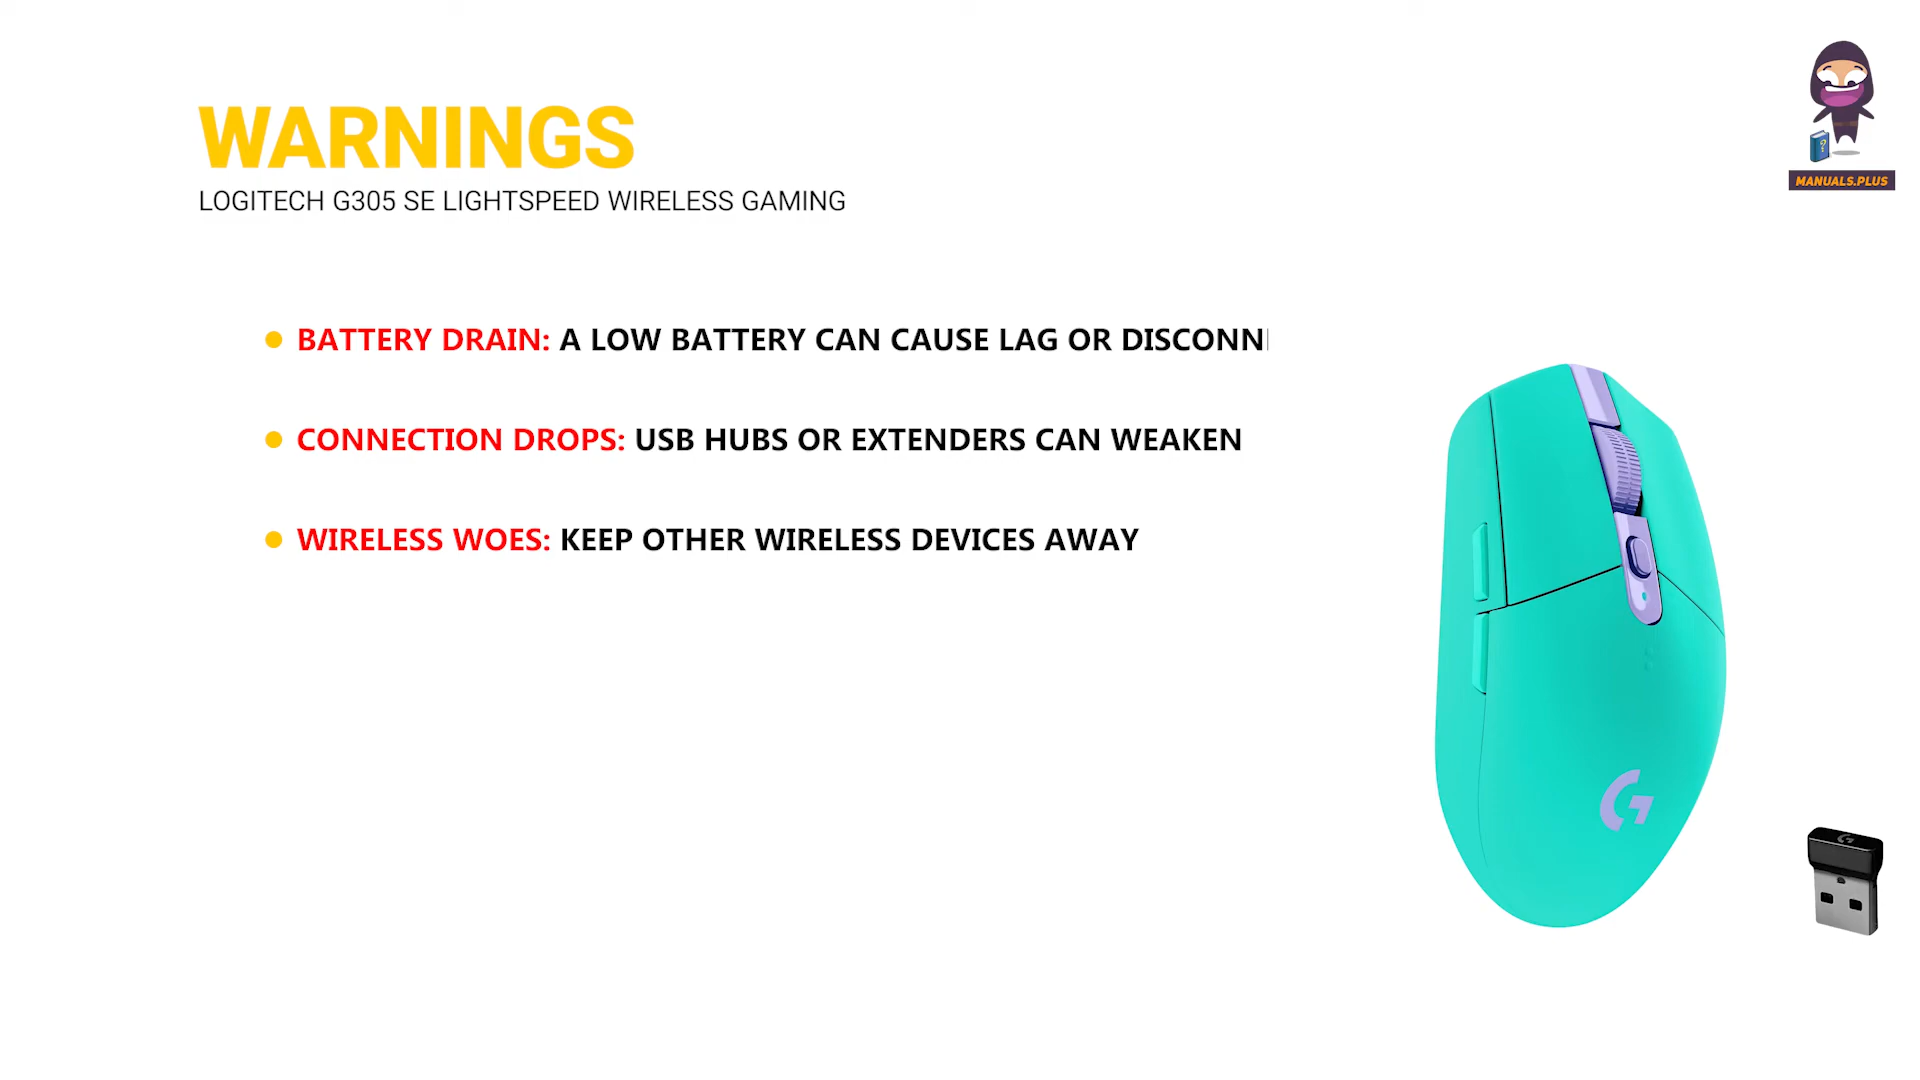 WARNINGS
LOGITECH G305 SE LIGHTSPEED WIRELESS GAMING
BATTERY DRAIN: A LOW BATTERY CAN CAUSE LAG OR
CONNECTION DROPS: USB HUBS OR EXTENDERS CAN WEAKEN
WIRELESS WOES: KEEP OTHER WIRELESS DEVICES AWAY
MANUALS.PLUS